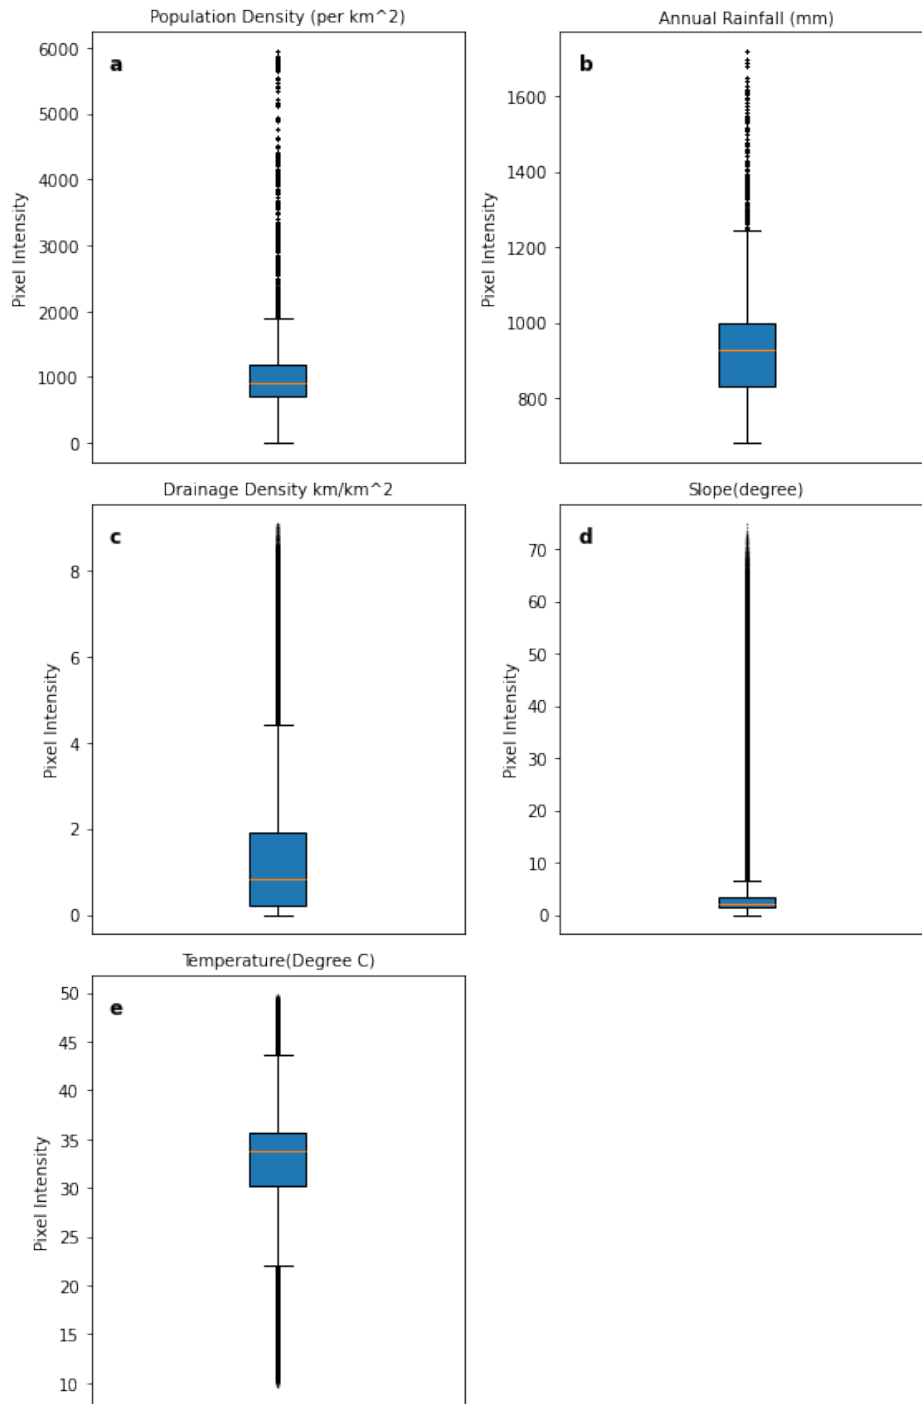 Population Density (per km^2)
a
6000
5000
4000
3000
2000
1000
0
Pixel Intensity
Annual Rainfall (mm)
b
1600
1400
1200
1000
800
Pixel Intensity
Drainage Density km/km^2
c
8
6
4
2
0
Pixel Intensity
Slope(degree)
d
70
60
50
40
30
20
10
0
Pixel Intensity
Temperature(Degree C)
e
50
45
40
35
30
25
20
15
10
Pixel Intensity